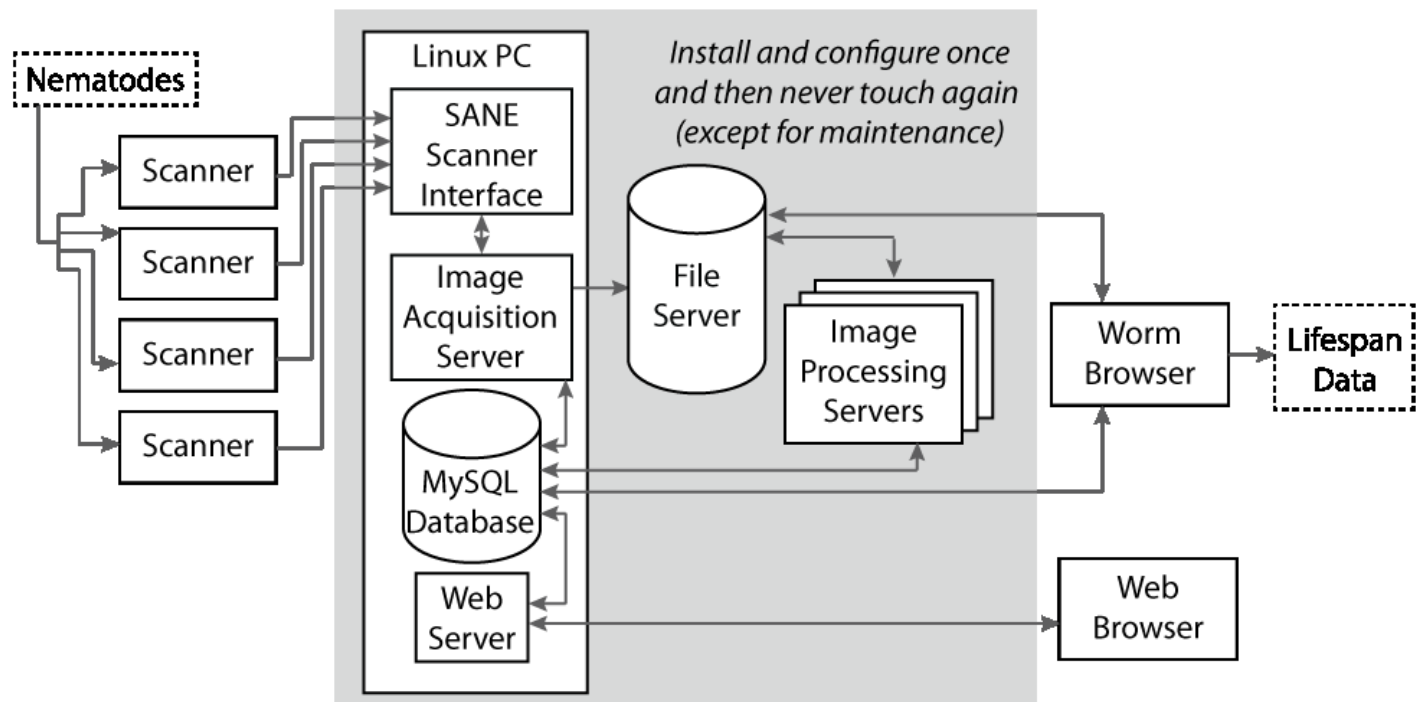 Nematodes
Scanner
Scanner
Scanner
Scanner
Linux PC
SANE
Scanner
Interface
Image
Acquisition
Server
MySQL
Database
Web
Server
Install and configure once
and then never touch again
(except for maintenance)
File
Server
Image
Processing
Servers
Worm
Browser
Lifespan
Data
Web
Browser